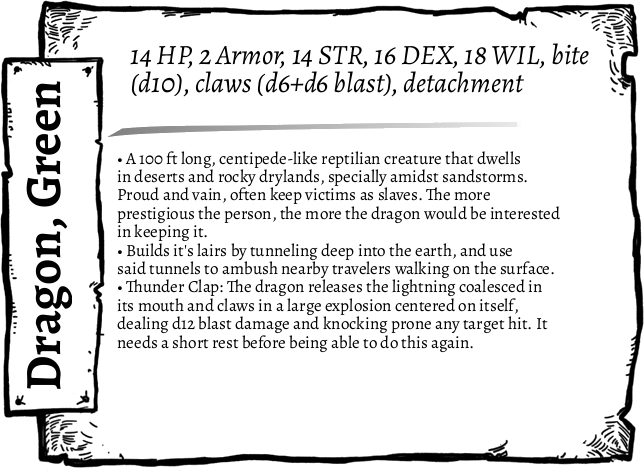 Dragon, Green
14 HP, 2 Armor, 14 STR, 16 DEX, 18 WIL, bite
(d10), claws (d6+d6 blast), detachment
• A 100 ft long, centipede-like reptilian creature that dwells
in deserts and rocky drylands, specially amidst sandstorms.
Proud and vain, often keep victims as slaves. The more
prestigious the person, the more the dragon would be interested
in keeping it.
• Builds it's lairs by tunneling deep into the earth, and use
said tunnels to ambush nearby travelers walking on the surface.
• Thunder Clap: The dragon releases the lightning coalesced in
its mouth and claws in a large explosion centered on itself,
dealing d12 blast damage and knocking prone any target hit. It
needs a short rest before being able to do this again.